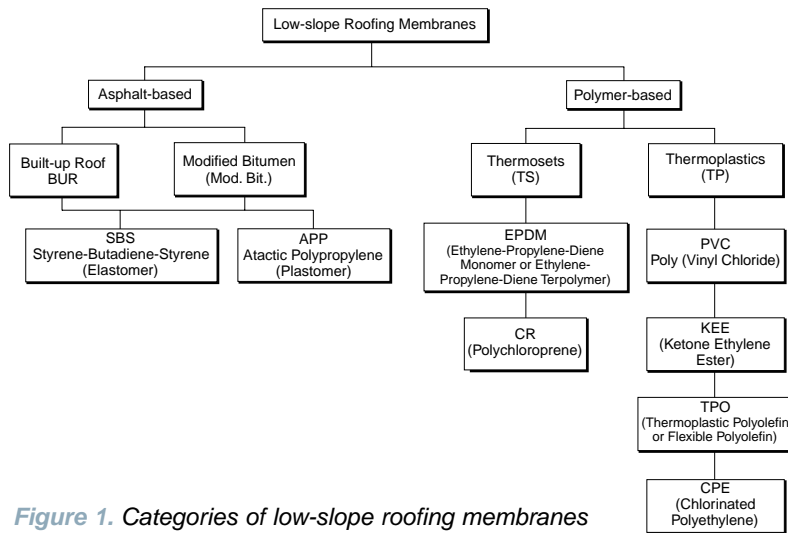 Low-slope Roofing Membranes
Asphalt-based
Polymer-based
Built-up Roof
BUR
Modified Bitumen
(Mod. Bit.)
Thermosets
(TS)
Thermoplastics
(TP)
SBS
Styrene-Butadiene-Styrene
(Elastomer)
APP
Atactic Polypropylene
(Plastomer)
EPDM
(Ethylene-Propylene-Diene
Monomer or Ethylene-
Propylene-Diene Terpolymer)
PVC
Poly (Vinyl Chloride)
CR
(Polychloroprene)
KEE
(Ketone Ethylene
Ester)
TPO
(Thermoplastic Polyolefin
or Flexible Polyolefin)
CPE
(Chlorinated
Polyethylene)
Figure 1. Categories of low-slope roofing membranes